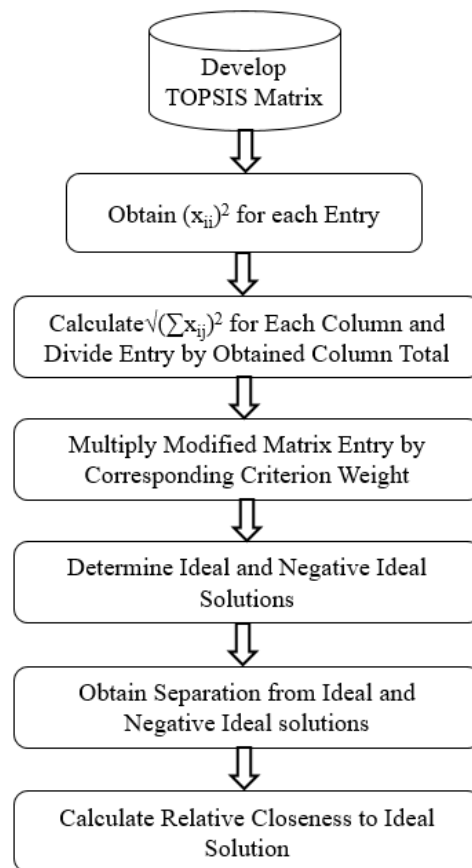 Develop
TOPSIS Matrix
Obtain (xᵢᵢ)² for each Entry
Calculate√(∑xᵢⱼ)² for Each Column and
Divide Entry by Obtained Column Total
Multiply Modified Matrix Entry by
Corresponding Criterion Weight
Determine Ideal and Negative Ideal
Solutions
Obtain Separation from Ideal and
Negative Ideal solutions
Calculate Relative Closeness to Ideal
Solution